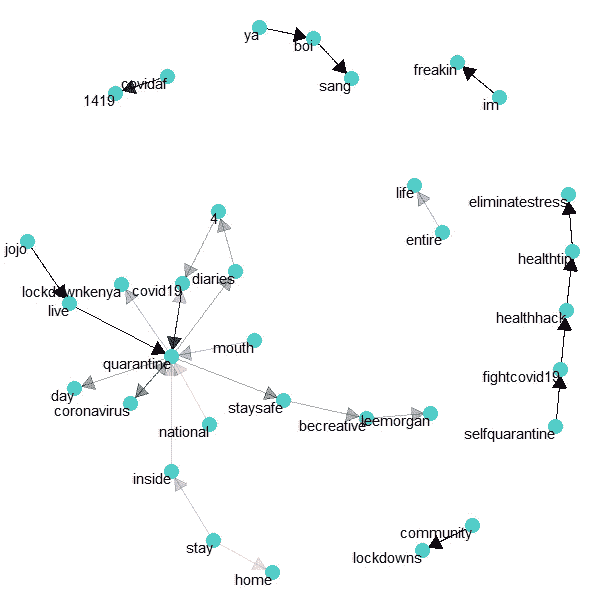 ya
boi
sang
freakin
im
covidaf
1419
life
entire
eliminatestress
healthtip
healthhack
fightcovid19
selfquarantine
4
jojo
lockdownkenya
covid19
diaries
live
quarantine
mouth
day
coronavirus
staysafe
becreative
leemorgan
national
inside
stay
home
community
lockdowns